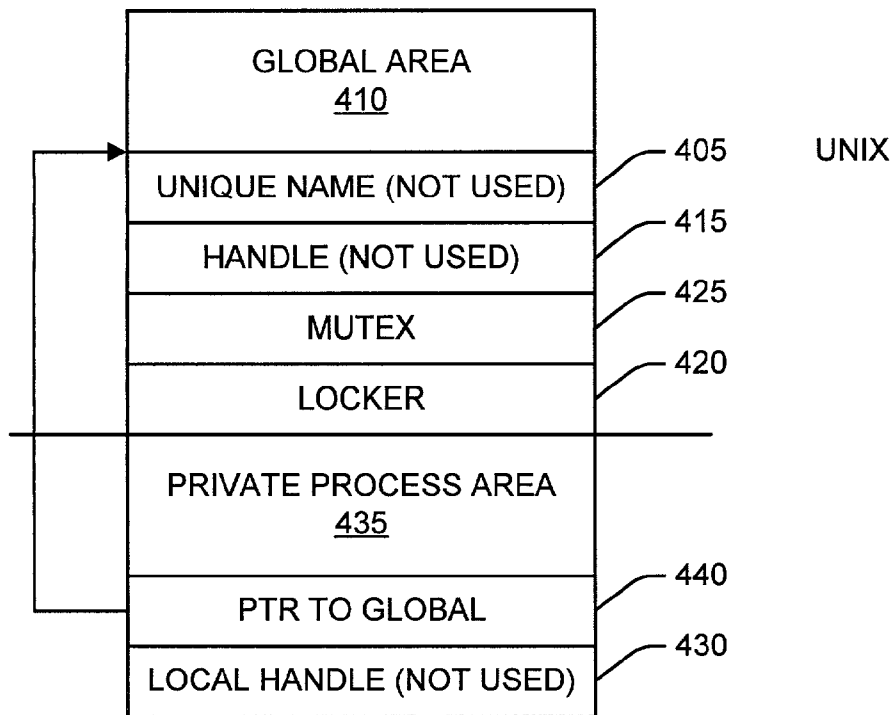 GLOBAL AREA
410
405
UNIX
UNIQUE NAME (NOT USED)
415
HANDLE (NOT USED)
425
MUTEX
420
LOCKER
PRIVATE PROCESS AREA
435
440
PTR TO GLOBAL
430
LOCAL HANDLE (NOT USED)